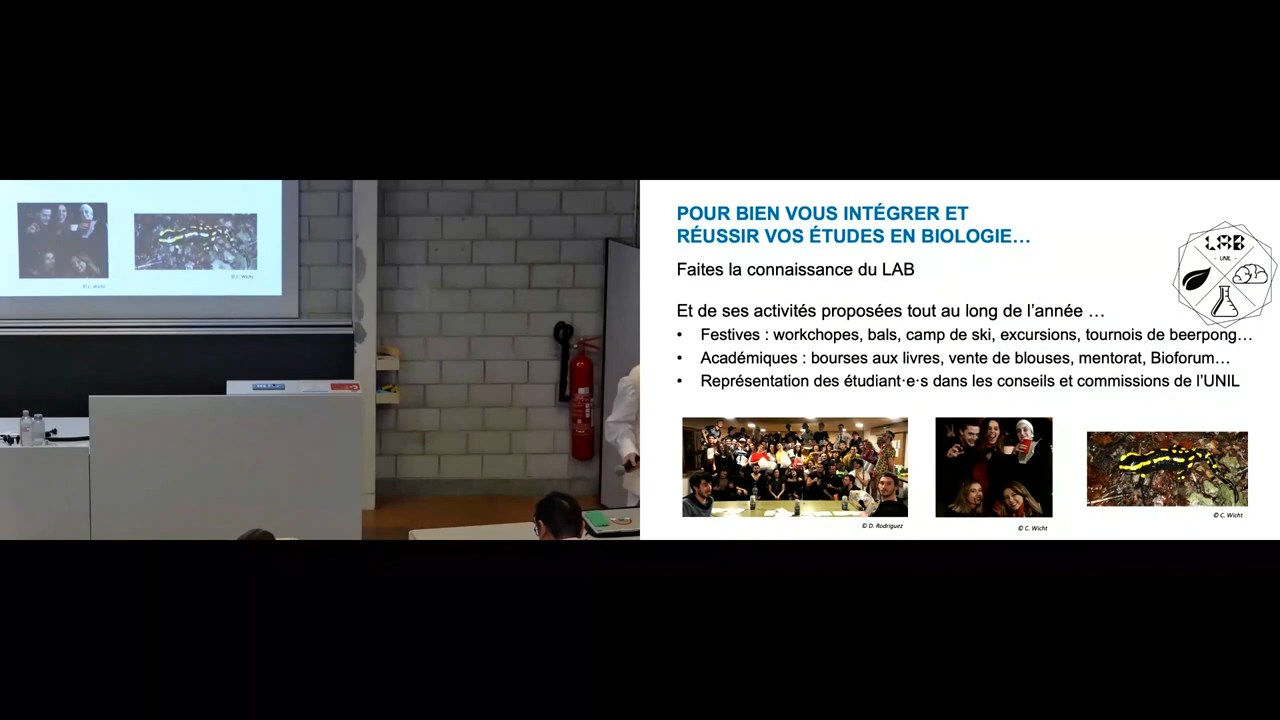 POUR BIEN VOUS INTÉGRER ET
RÉUSSIR VOS ÉTUDES EN BIOLOGIE…
LAB
- UNIL -
Faites la connaissance du LAB
Et de ses activités proposées tout au long de l’année …
• Festives : workchopes, bals, camp de ski, excursions, tournois de beerpong…
• Académiques : bourses aux livres, vente de blouses, mentorat, Bioforum…
• Représentation des étudiant·e·s dans les conseils et commissions de l’UNIL
© D. Rodriguez
© C. Wicht
© C. Wicht
© C. Wicht
© C. Wicht